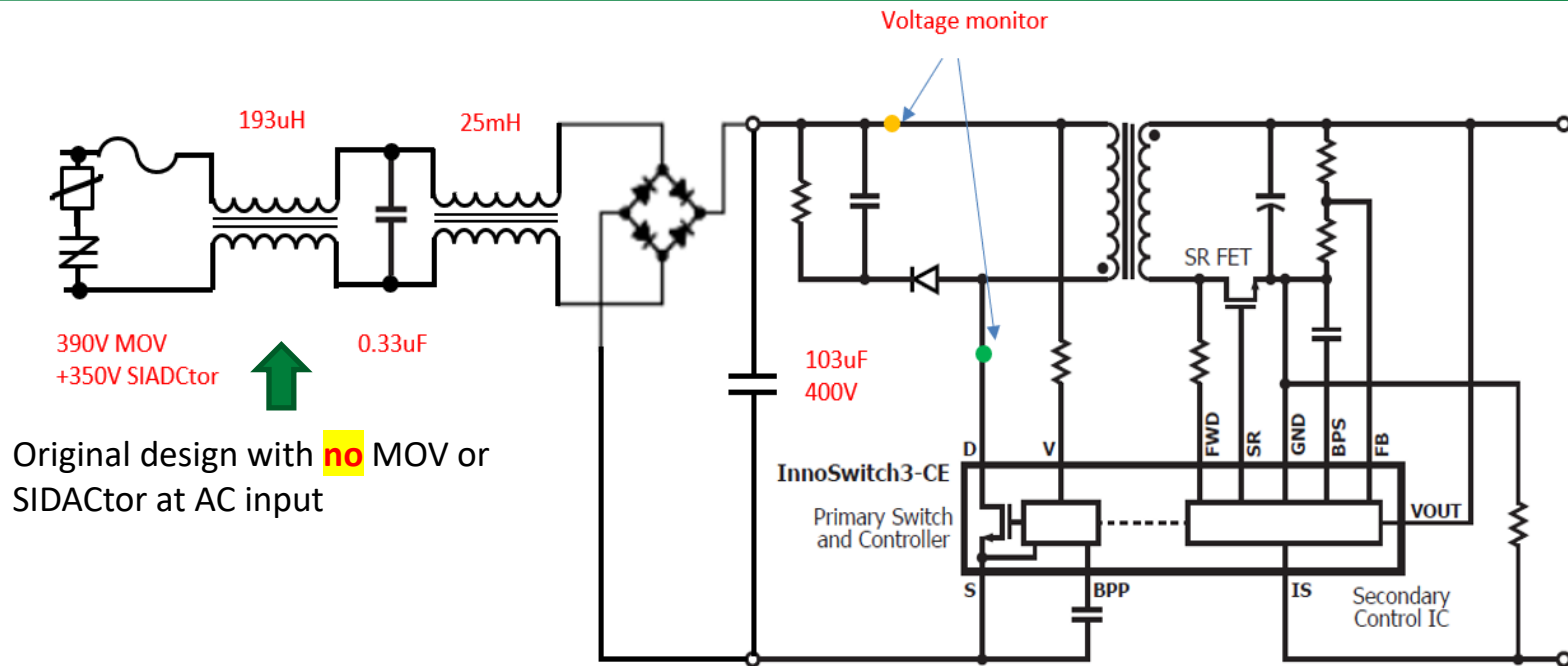 Voltage monitor
193uH
25mH
SR FET
390V MOV
+350V SIADCtor
0.33uF
103uF
400V
Original design with no MOV or
SIDACtor at AC input
D
V
FWD
SR
GND
BPS
FB
InnoSwitch3-CE
Primary Switch
and Controller
VOUT
S
BPP
IS
Secondary
Control IC